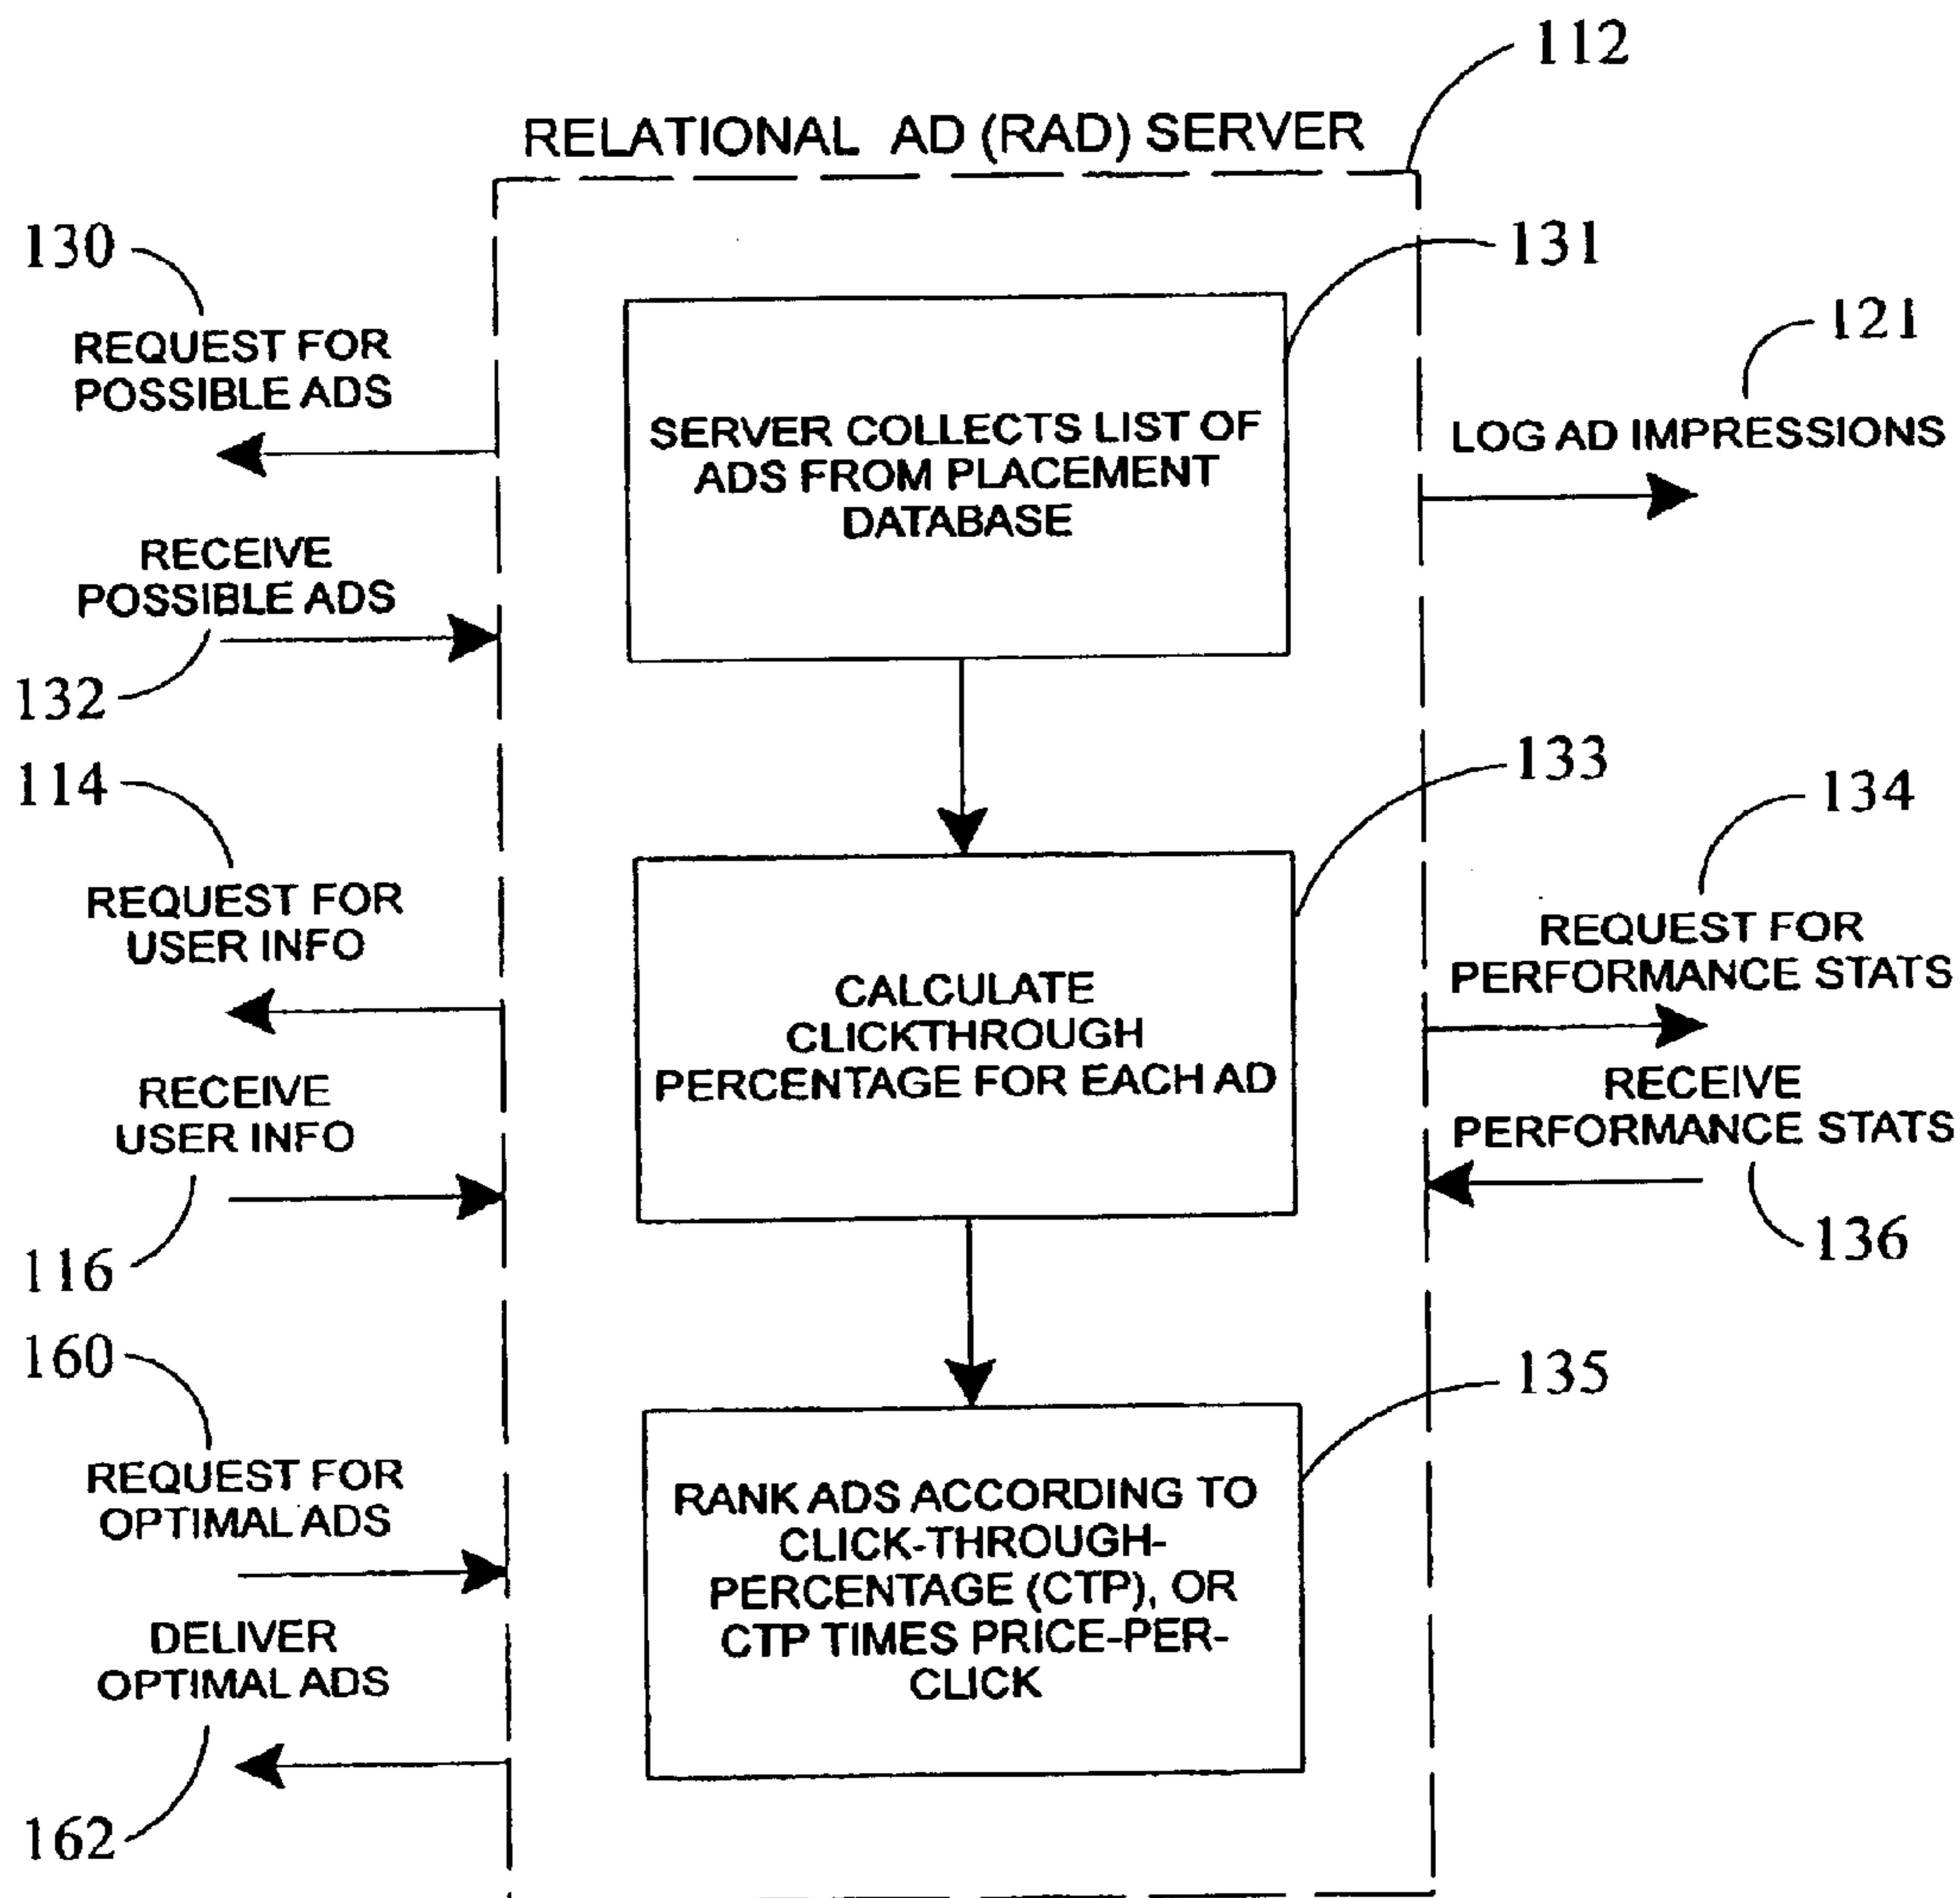 112
RELATIONAL AD (RAD) SERVER
130
REQUEST FOR
POSSIBLE ADS
RECEIVE
POSSIBLE ADS
132
114
REQUEST FOR
USER INFO
RECEIVE
USER INFO
116
160
REQUEST FOR
OPTIMAL ADS
DELIVER
OPTIMAL ADS
162
131
SERVER COLLECTS LIST OF
ADS FROM PLACEMENT
DATABASE
133
CALCULATE
CLICKTHROUGH
PERCENTAGE FOR EACH AD
135
RANK ADS ACCORDING TO
CLICK-THROUGH-
PERCENTAGE (CTP), OR
CTP TIMES PRICE-PER-
CLICK
121
LOG AD IMPRESSIONS
134
REQUEST FOR
PERFORMANCE STATS
RECEIVE
PERFORMANCE STATS
136